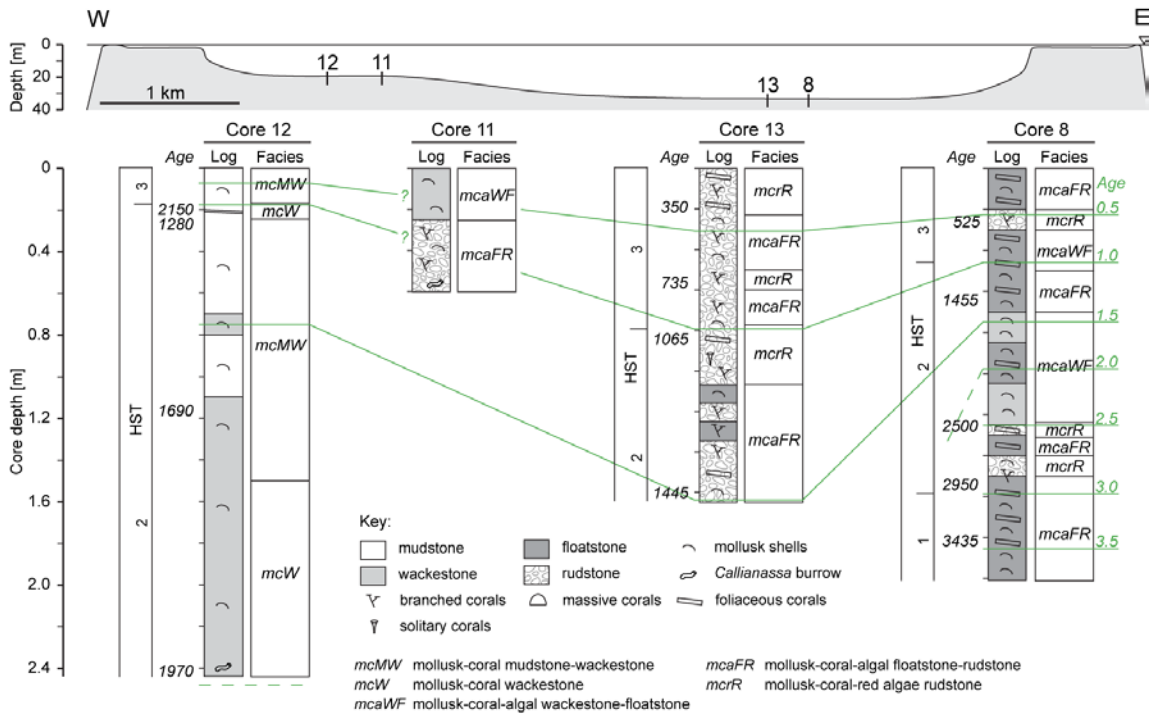 W
E
Depth [m]
0
20
40
12
11
13
8
1 km
Core 12
Core 11
Core 13
Core 8
Age
Log
Facies
Log
Facies
Age
Log
Facies
Age
Log
Facies
Core depth [m]
0
0.4
0.8
1.2
1.6
2.0
2.4
HST
3
2
2150
1280
1690
1970
mcMW
mcW
mcMW
mcW
?
?
mcaWF
mcaFR
HST
3
2
350
735
1065
1445
mcrR
mcaFR
mcrR
mcaFR
mcrR
mcaFR
HST
3
2
1
525
1455
2500
2950
3435
mcaFR
mcrR
mcaWF
mcaFR
mcaWF
mcrR
mcaFR
mcrR
mcaFR
Age
0.5
1.0
1.5
2.0
2.5
3.0
3.5
Key:
mudstone
floatstone
mollusk shells
wackestone
rudstone
Callianassa burrow
branched corals
massive corals
foliaceous corals
solitary corals
mcMW mollusk-coral mudstone-wackestone
mcaFR mollusk-coral-algal floatstone-rudstone
mcW mollusk-coral wackestone
mcrR mollusk-coral-red algae rudstone
mcaWF mollusk-coral-algal wackestone-floatstone